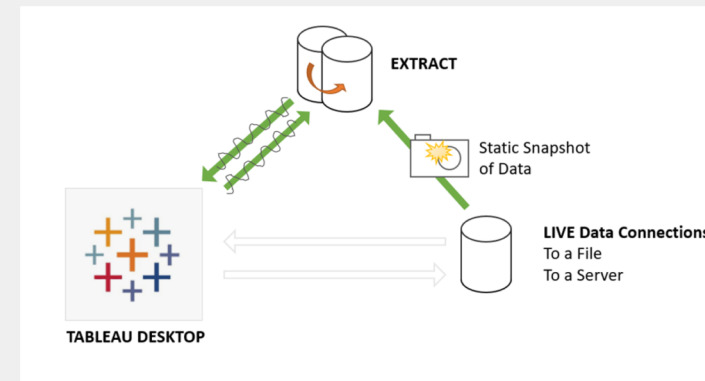 EXTRACT
Static Snapshot
of Data
LIVE Data Connections
To a File
To a Server
TABLEAU DESKTOP